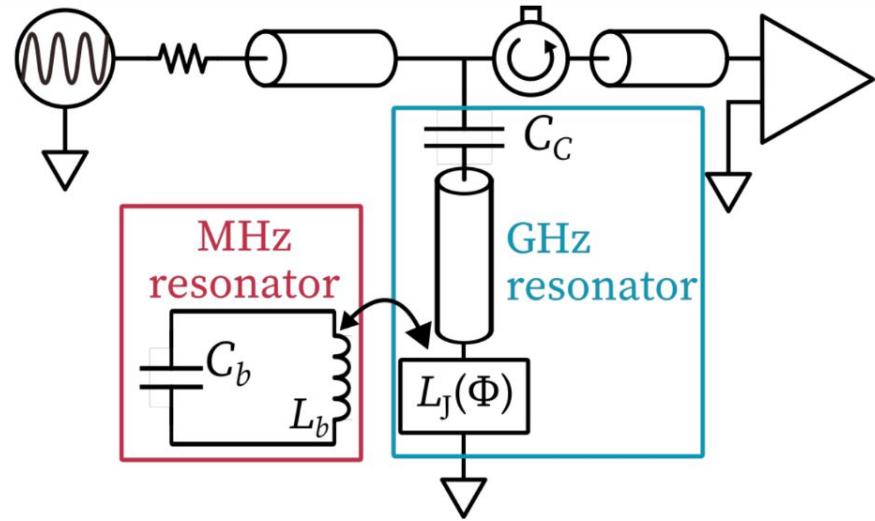 C_C
MHz
resonator
GHz
resonator
C_b
L_b
L_J(Φ)